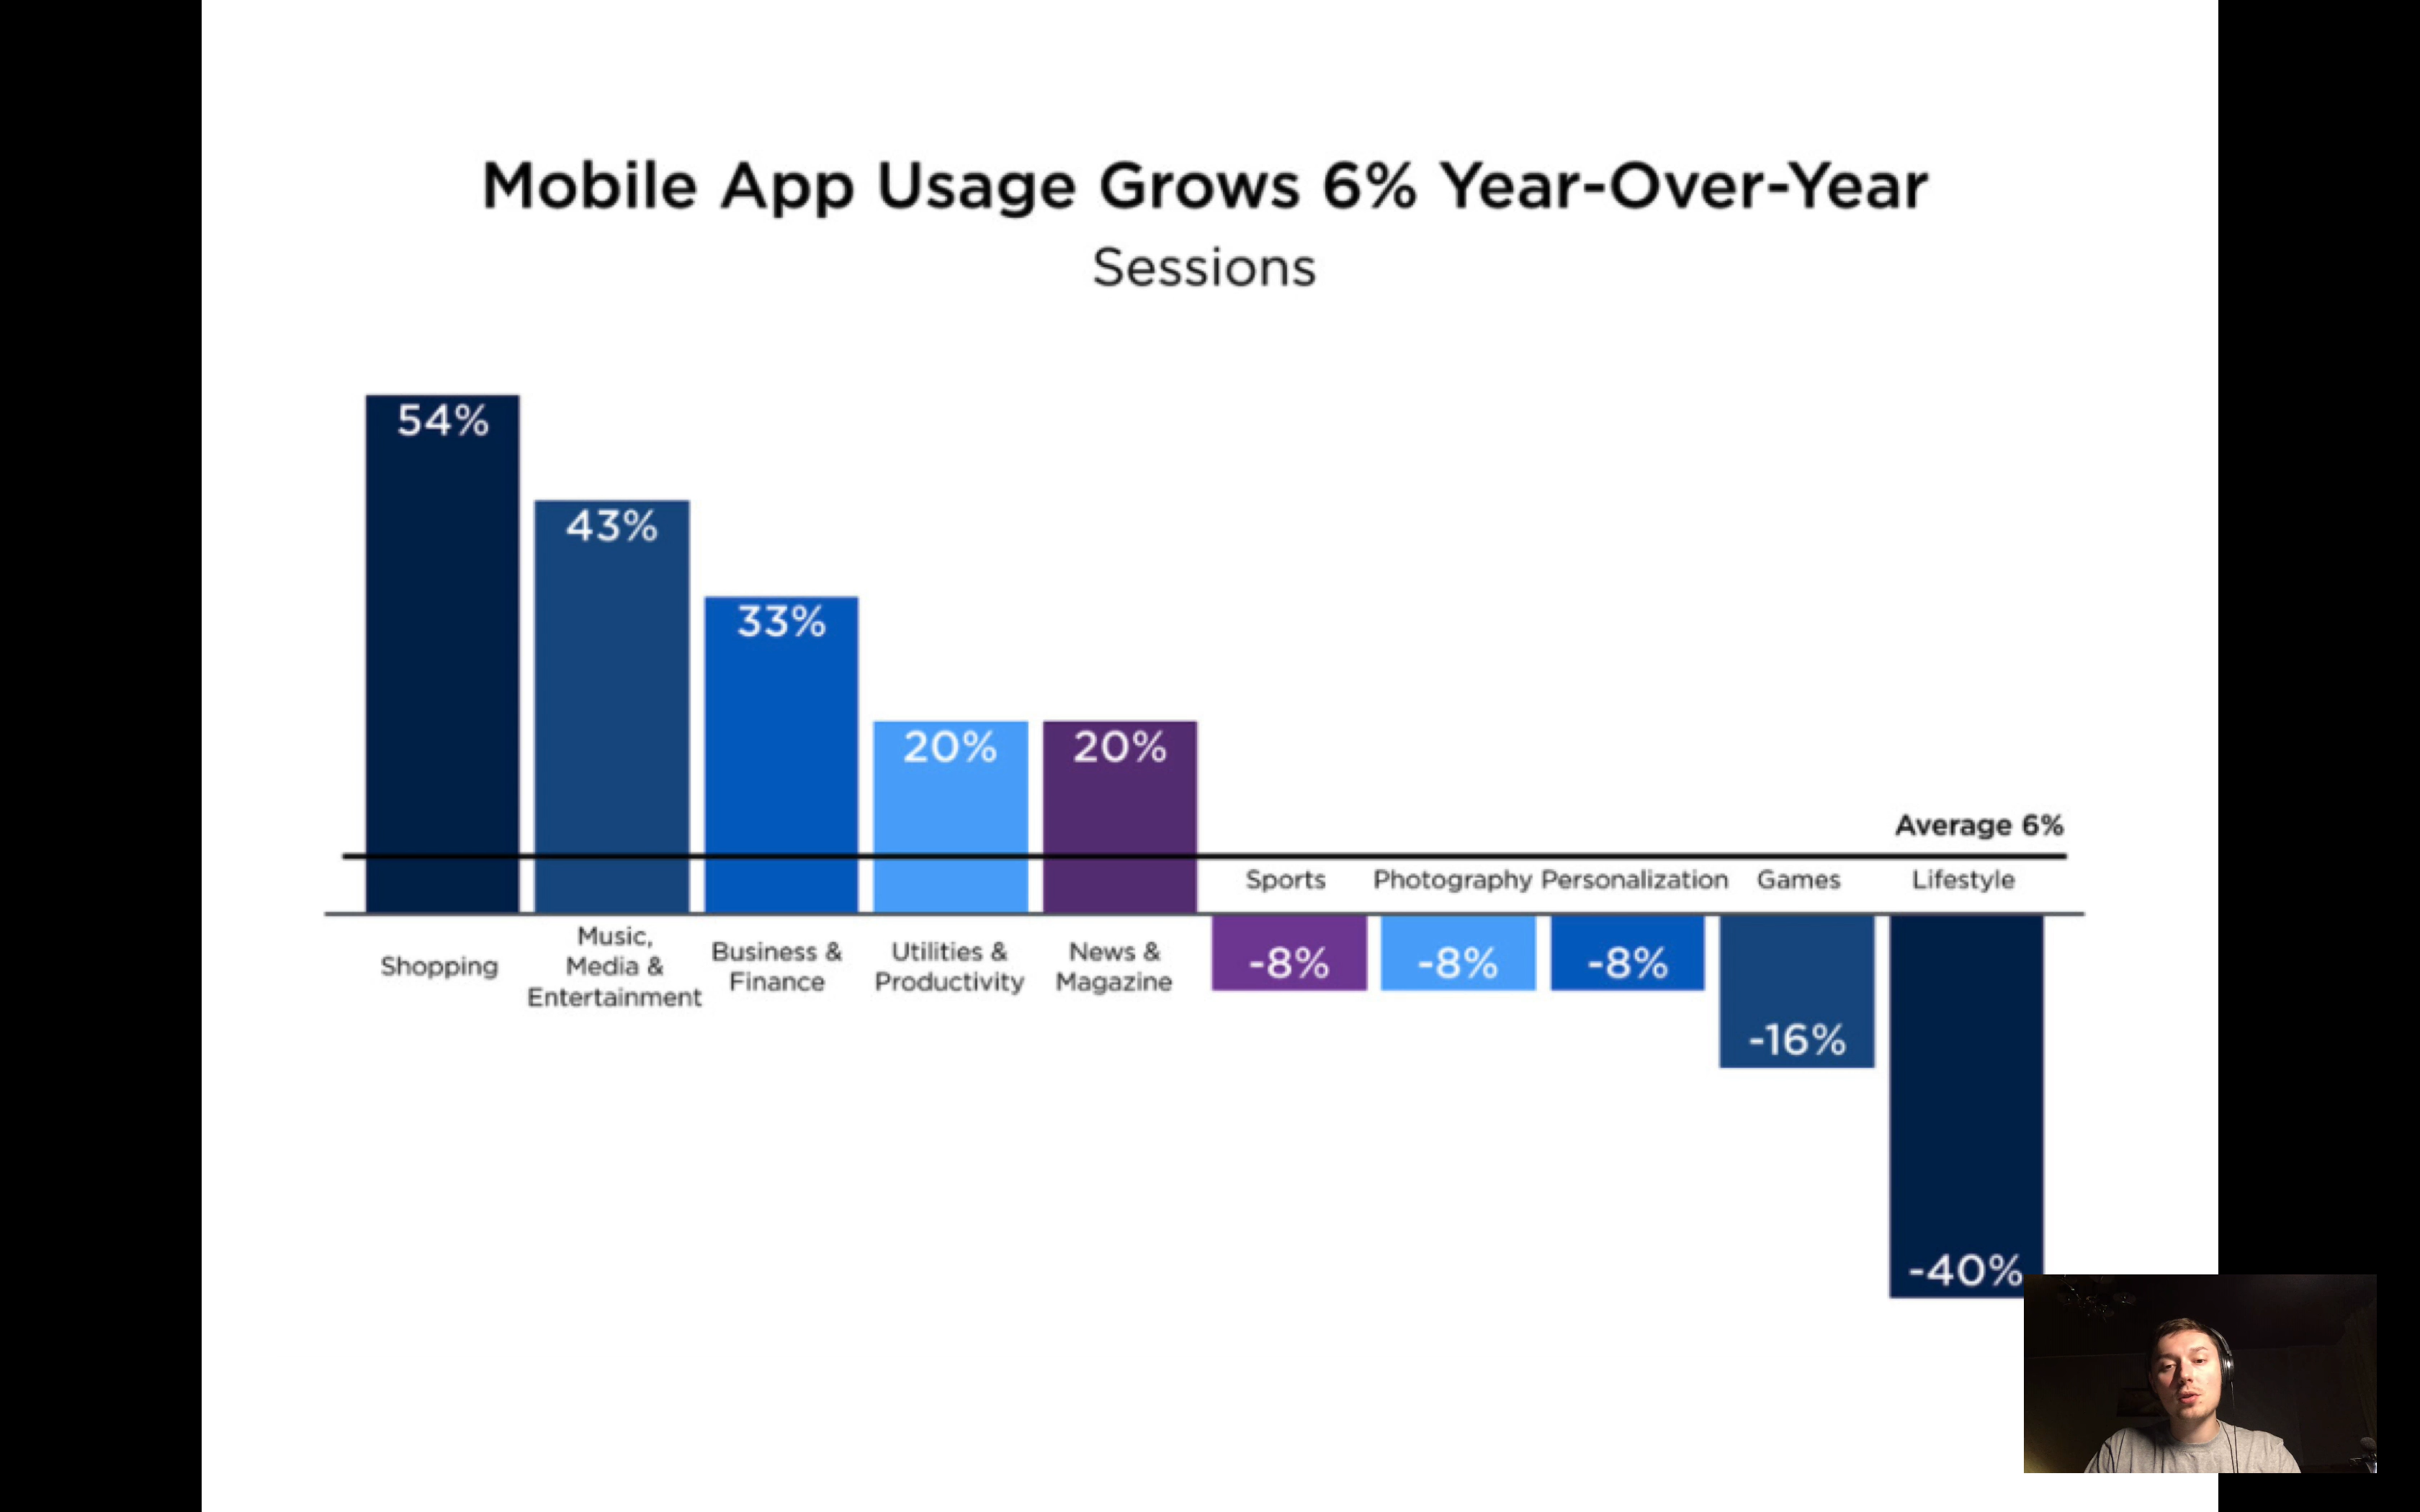 Mobile App Usage Grows 6% Year-Over-Year
Sessions
54%
43%
33%
20%
20%
Average 6%
Sports
Photography
Personalization
Games
Lifestyle
Shopping
Music,
Media &
Entertainment
Business &
Finance
Utilities &
Productivity
News &
Magazine
-8%
-8%
-8%
-16%
-40%